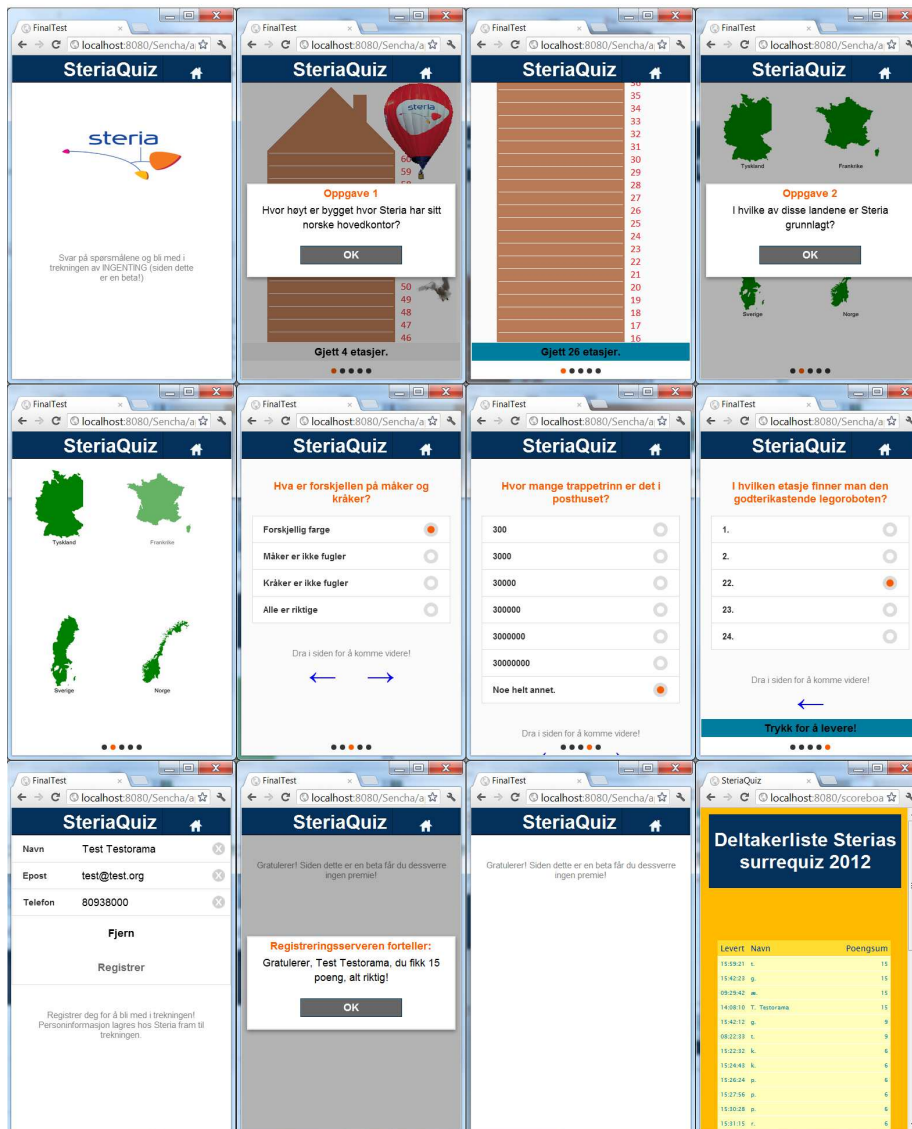 FinalTest
localhost:8080/Sencha/a
SteriaQuiz
steria
Svar på spørsmålene og bli med i
trekningen av INGENTING (siden dette
er en beta!)
FinalTest
localhost:8080/Sencha/a
SteriaQuiz
steria
60
59
58
Oppgave 1
Hvor høyt er bygget hvor Steria har sitt
norske hovedkontor?
OK
50
49
48
47
46
Gjett 4 etasjer.
FinalTest
localhost:8080/Sencha/a
SteriaQuiz
36
35
34
33
32
31
30
29
28
27
26
25
24
23
22
21
20
19
18
17
16
Gjett 26 etasjer.
FinalTest
localhost:8080/Sencha/a
SteriaQuiz
Tyskland Frankrike
Oppgave 2
I hvilke av disse landene er Steria
grunnlagt?
OK
Sverige Norge
FinalTest
localhost:8080/Sencha/a
SteriaQuiz
Tyskland Frankrike
Sverige Norge
FinalTest
localhost:8080/Sencha/a
SteriaQuiz
Hva er forskjellen på måker og
kråker?
Forskjellig farge
Måker er ikke fugler
Kråker er ikke fugler
Alle er riktige
Dra i siden for å komme videre!
FinalTest
localhost:8080/Sencha/a
SteriaQuiz
Hvor mange trappetrinn er det i
posthuset?
300
3000
30000
300000
3000000
30000000
Noe helt annet.
Dra i siden for å komme videre!
FinalTest
localhost:8080/Sencha/a
SteriaQuiz
I hvilken etasje finner man den
godterikastende legoroboten?
1.
2.
22.
23.
24.
Dra i siden for å komme videre!
Trykk for å levere!
FinalTest
localhost:8080/Sencha/a
SteriaQuiz
Navn Test Testorama
Epost test@test.org
Telefon 80938000
Fjern
Registrer
Registrer deg for å bli med i trekningen!
Personinformasjon lagres hos Steria fram til
trekningen.
FinalTest
localhost:8080/Sencha/a
SteriaQuiz
Gratulerer! Siden dette er en beta får du dessverre
ingen premie!
Registreringsserveren forteller:
Gratulerer, Test Testorama, du fikk 15
poeng, alt riktig!
OK
FinalTest
localhost:8080/Sencha/a
SteriaQuiz
Gratulerer! Siden dette er en beta får du dessverre
ingen premie!
SteriaQuiz
localhost:8080/scoreboa
Deltakerliste Sterias
surrequiz 2012
Levert Navn Poengsum
15:59:21 t. 15
15:42:23 g. 15
09:29:42 æ. 15
14:08:10 T. Testorama 15
15:42:12 g. 9
08:22:33 t. 9
15:22:32 k. 6
15:24:43 k. 6
15:26:24 p. 6
15:27:56 p. 6
15:30:28 p. 6
15:31:15 r. 6